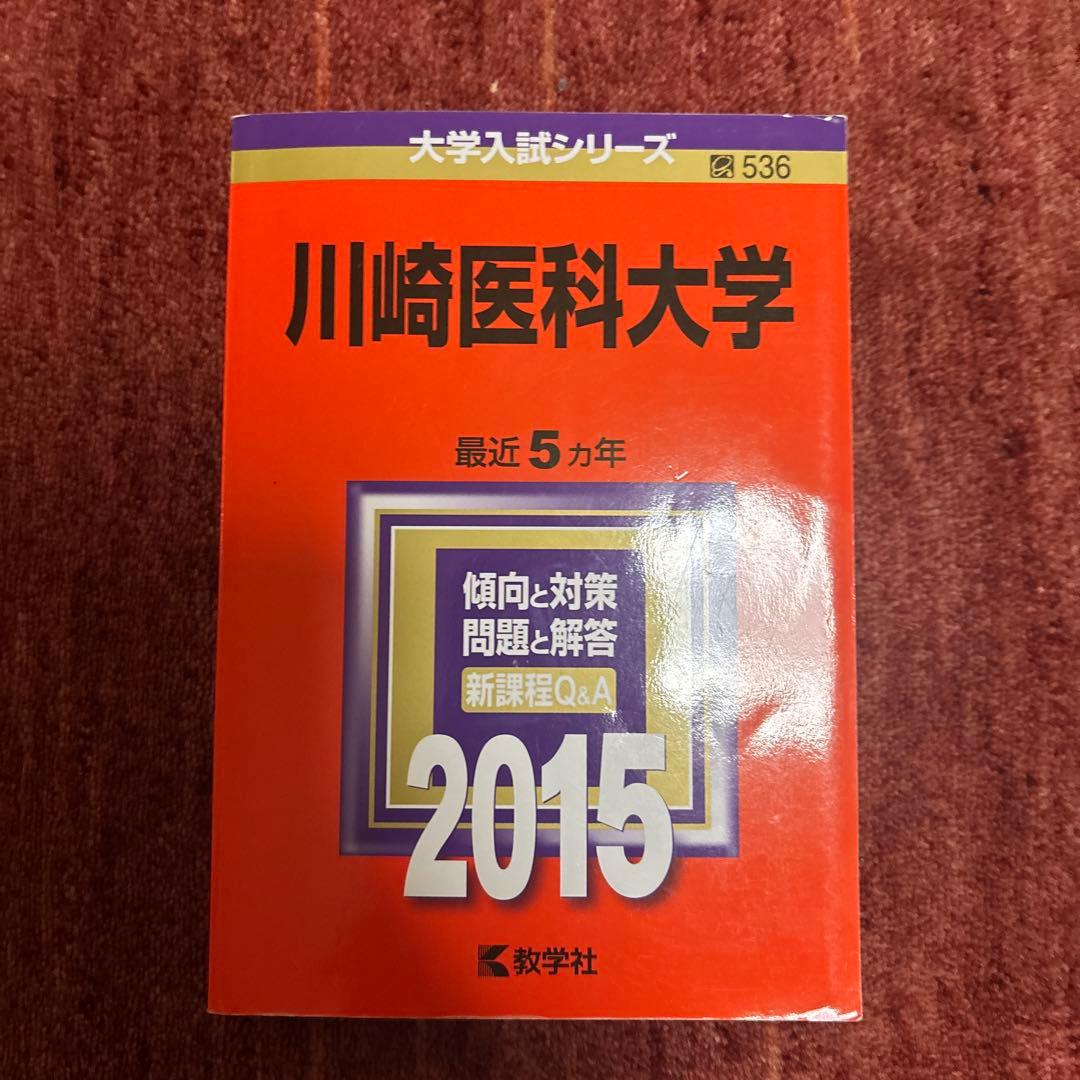 大学入試シリーズ
536
川崎医科大学
最近5ヵ年
傾向と対策
問題と解答
新課程Q&A
2015
教学社